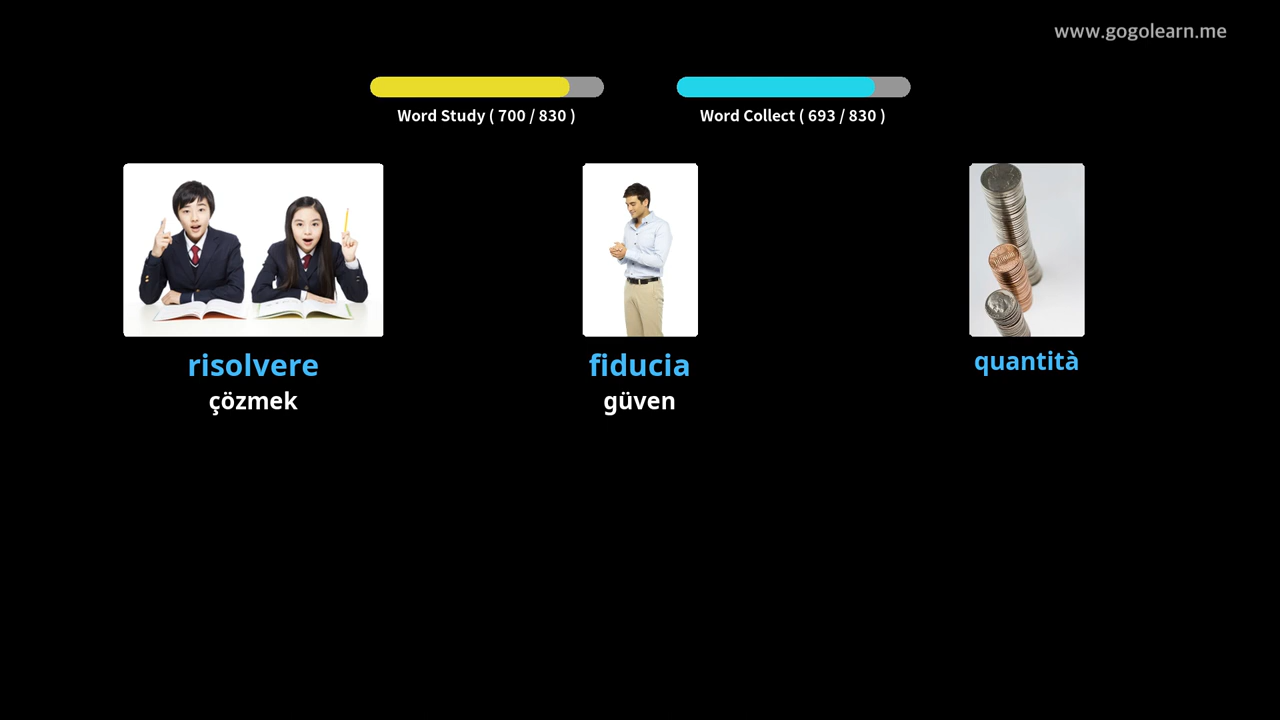 www.gogolearn.me
Word Study ( 700 / 830 )
Word Collect ( 693 / 830 )
risolvere
çözmek
fiducia
güven
quantità